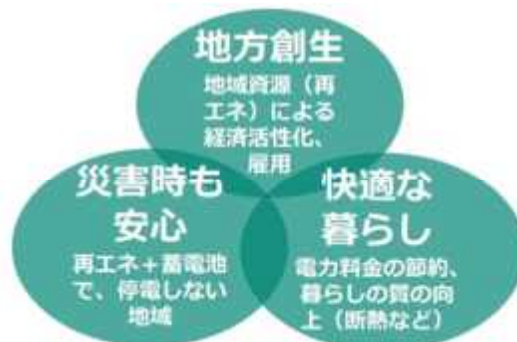 地方創生
地域資源（再
エネ）による
経済活性化、
雇用
災害時も
安心
再エネ＋蓄電池
で、停電しない
地域
快適な
暮らし
電力料金の節約、
暮らしの質の向
上（断熱など）